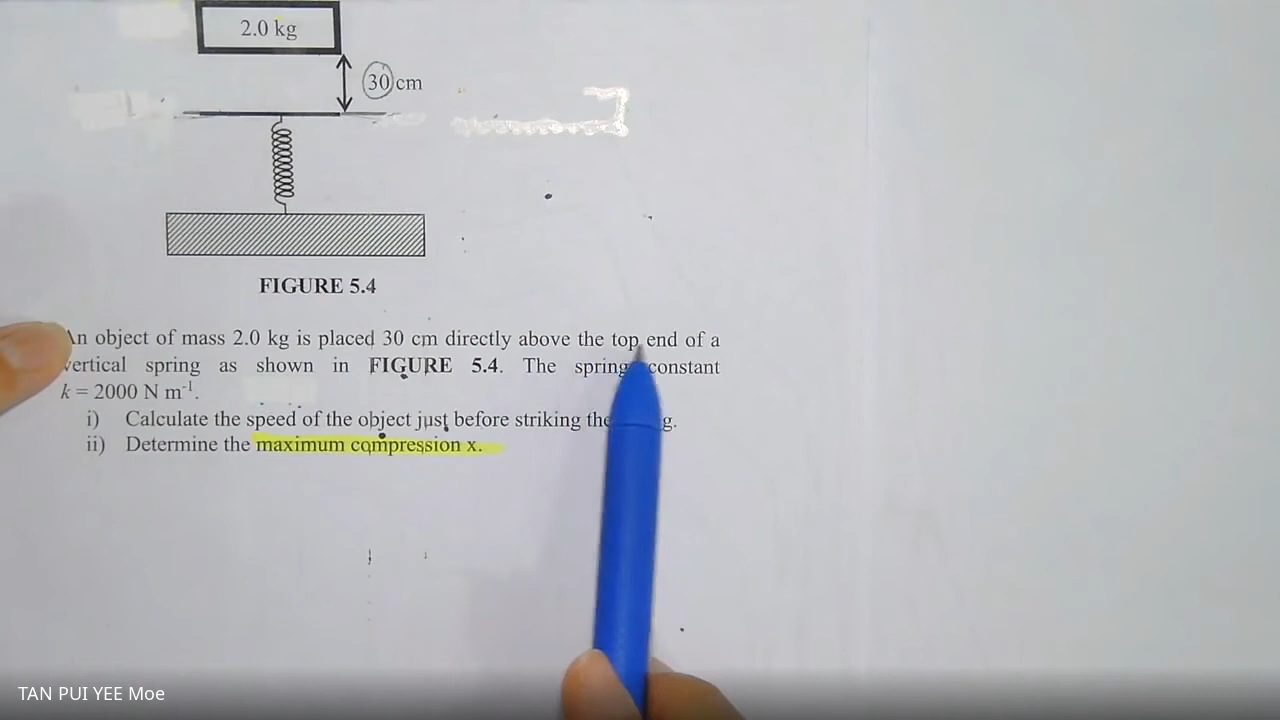 2.0 kg
30 cm
FIGURE 5.4
An object of mass 2.0 kg is placed 30 cm directly above the top end of a
vertical spring as shown in FIGURE 5.4. The spring constant
k = 2000 N m⁻¹.
i) Calculate the speed of the object just before striking the g.
ii) Determine the maximum compression x.
TAN PUI YEE Moe